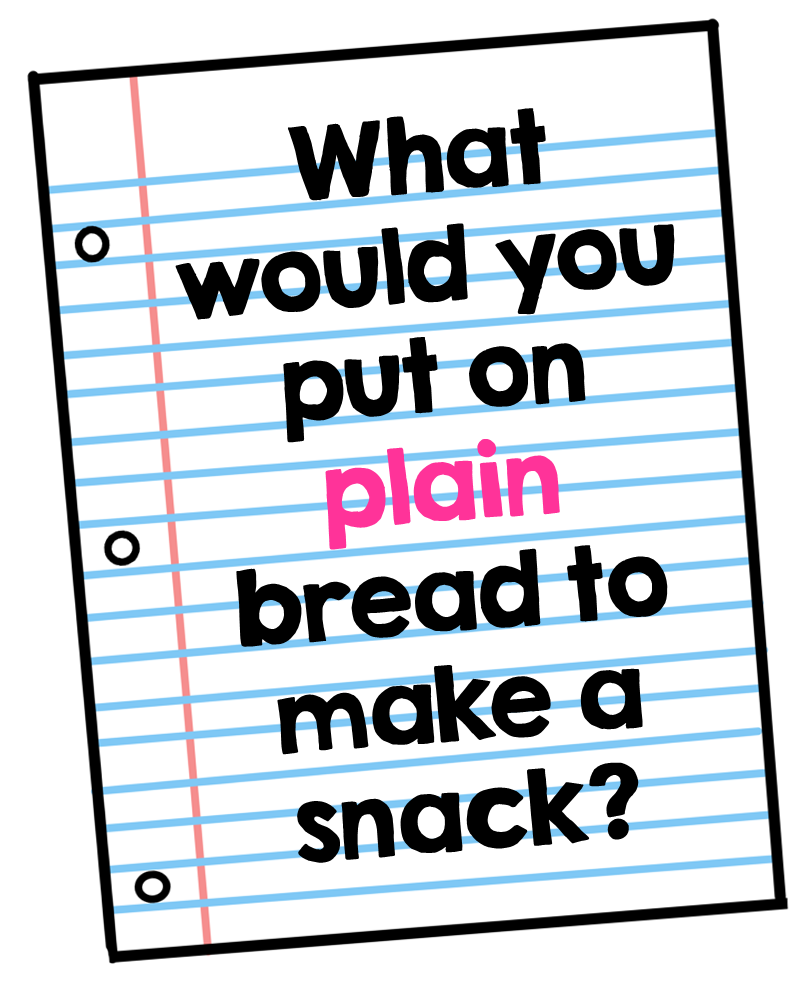 What
would you
put on
plain
bread to
make a
snack?